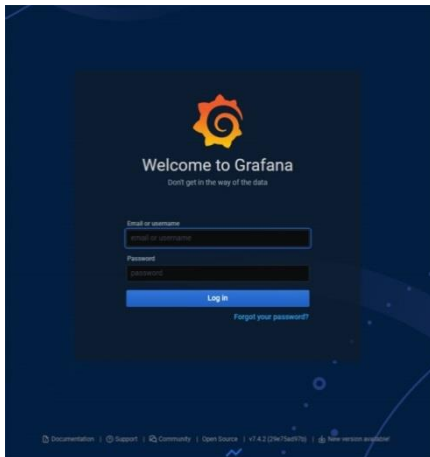 Welcome to Grafana
Don't get in the way of the data
Email or username
email or username
Password
password
Log in
Forgot your password?
Documentation | Support | Community | Open Source | v7.4.2 (29e75ad97b) | New version available!